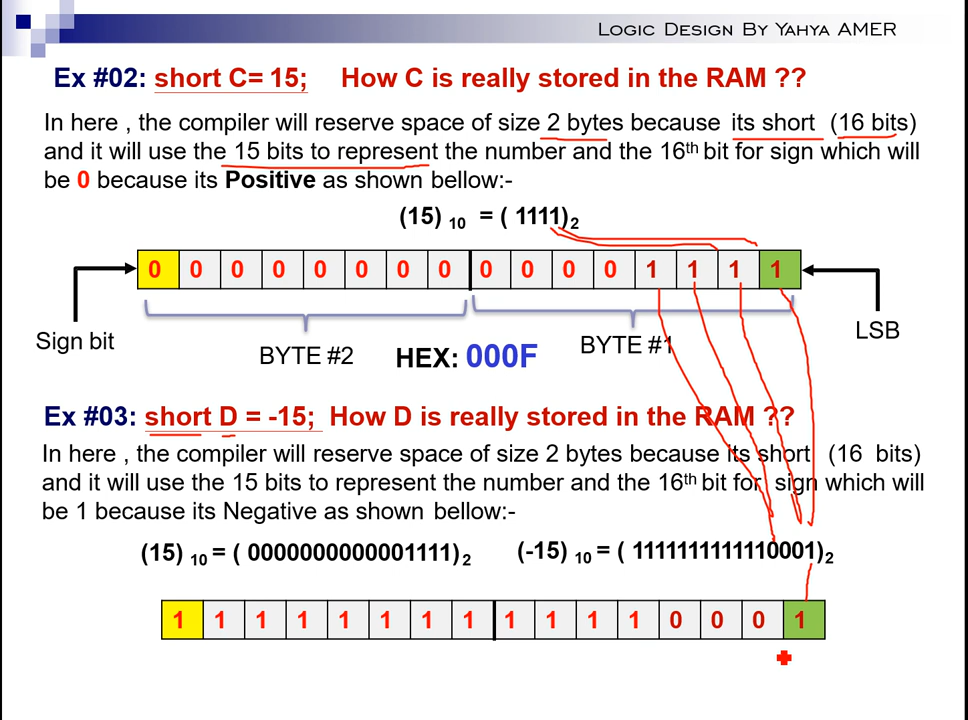 LOGIC DESIGN BY YAHYA AMER
Ex #02: short C= 15; How C is really stored in the RAM ??
In here , the compiler will reserve space of size 2 bytes because its short (16 bits)
and it will use the 15 bits to represent the number and the 16th bit for sign which will
be 0 because its Positive as shown bellow:-
(15) 10 = ( 1111)2
0 0 0 0 0 0 0 0 0 0 0 0 1 1 1 1
Sign bit
LSB
BYTE #2
HEX: 000F
BYTE #1
Ex #03: short D = -15; How D is really stored in the RAM ??
In here , the compiler will reserve space of size 2 bytes because its short (16 bits)
and it will use the 15 bits to represent the number and the 16th bit for sign which will
be 1 because its Negative as shown bellow:-
(15) 10 = ( 0000000000001111)2 (-15) 10 = ( 1111111111110001)2
1 1 1 1 1 1 1 1 1 1 1 1 0 0 0 1